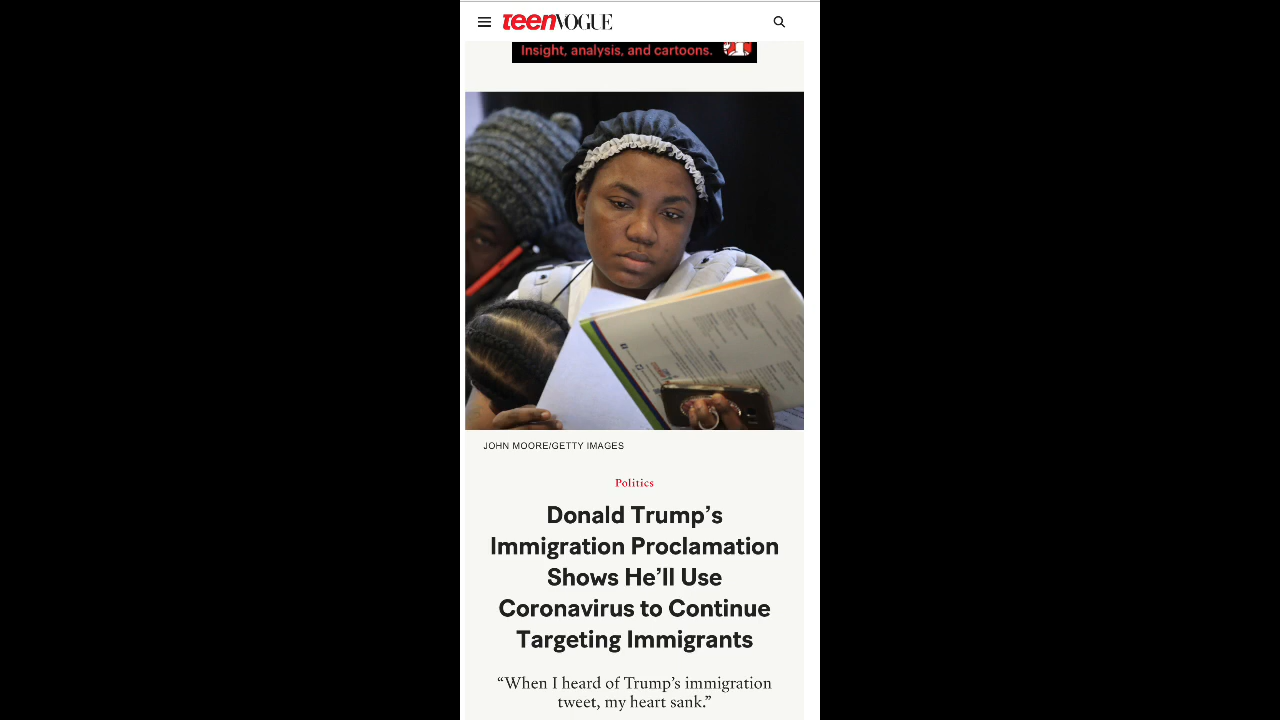 teenVOGUE
Insight, analysis, and cartoons.
JOHN MOORE/GETTY IMAGES
Politics
Donald Trump’s
Immigration Proclamation
Shows He’ll Use
Coronavirus to Continue
Targeting Immigrants
“When I heard of Trump’s immigration
tweet, my heart sank.”